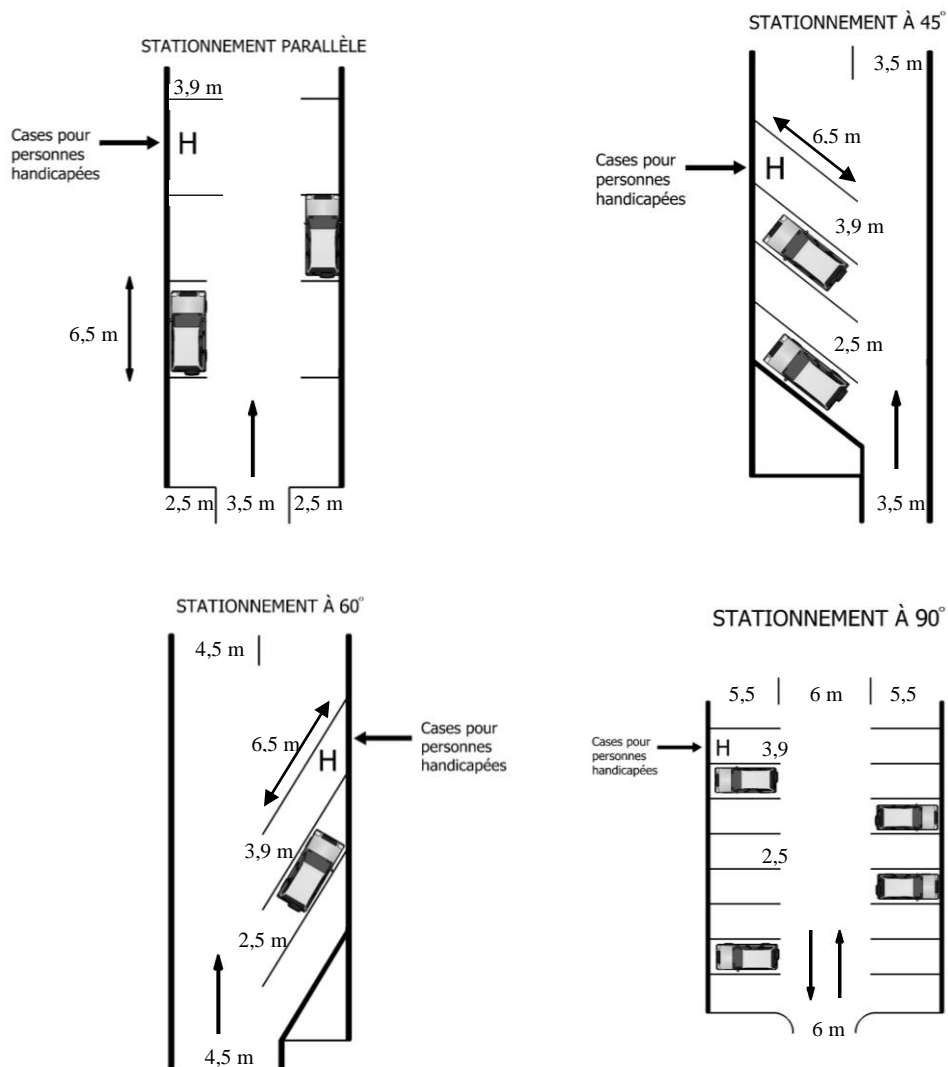 STATIONNEMENT PARALLÈLE
3,9 m
Cases pour
personnes
handicapées
H
6,5 m
2,5 m 3,5 m 2,5 m
STATIONNEMENT À 45°
3,5 m
6,5 m
Cases pour
personnes
handicapées
H
3,9 m
2,5 m
3,5 m
STATIONNEMENT À 60°
4,5 m
6,5 m
H
Cases pour
personnes
handicapées
3,9 m
2,5 m
4,5 m
STATIONNEMENT À 90°
5,5 6 m 5,5
Cases pour
personnes
handicapées
H 3,9
2,5
6 m